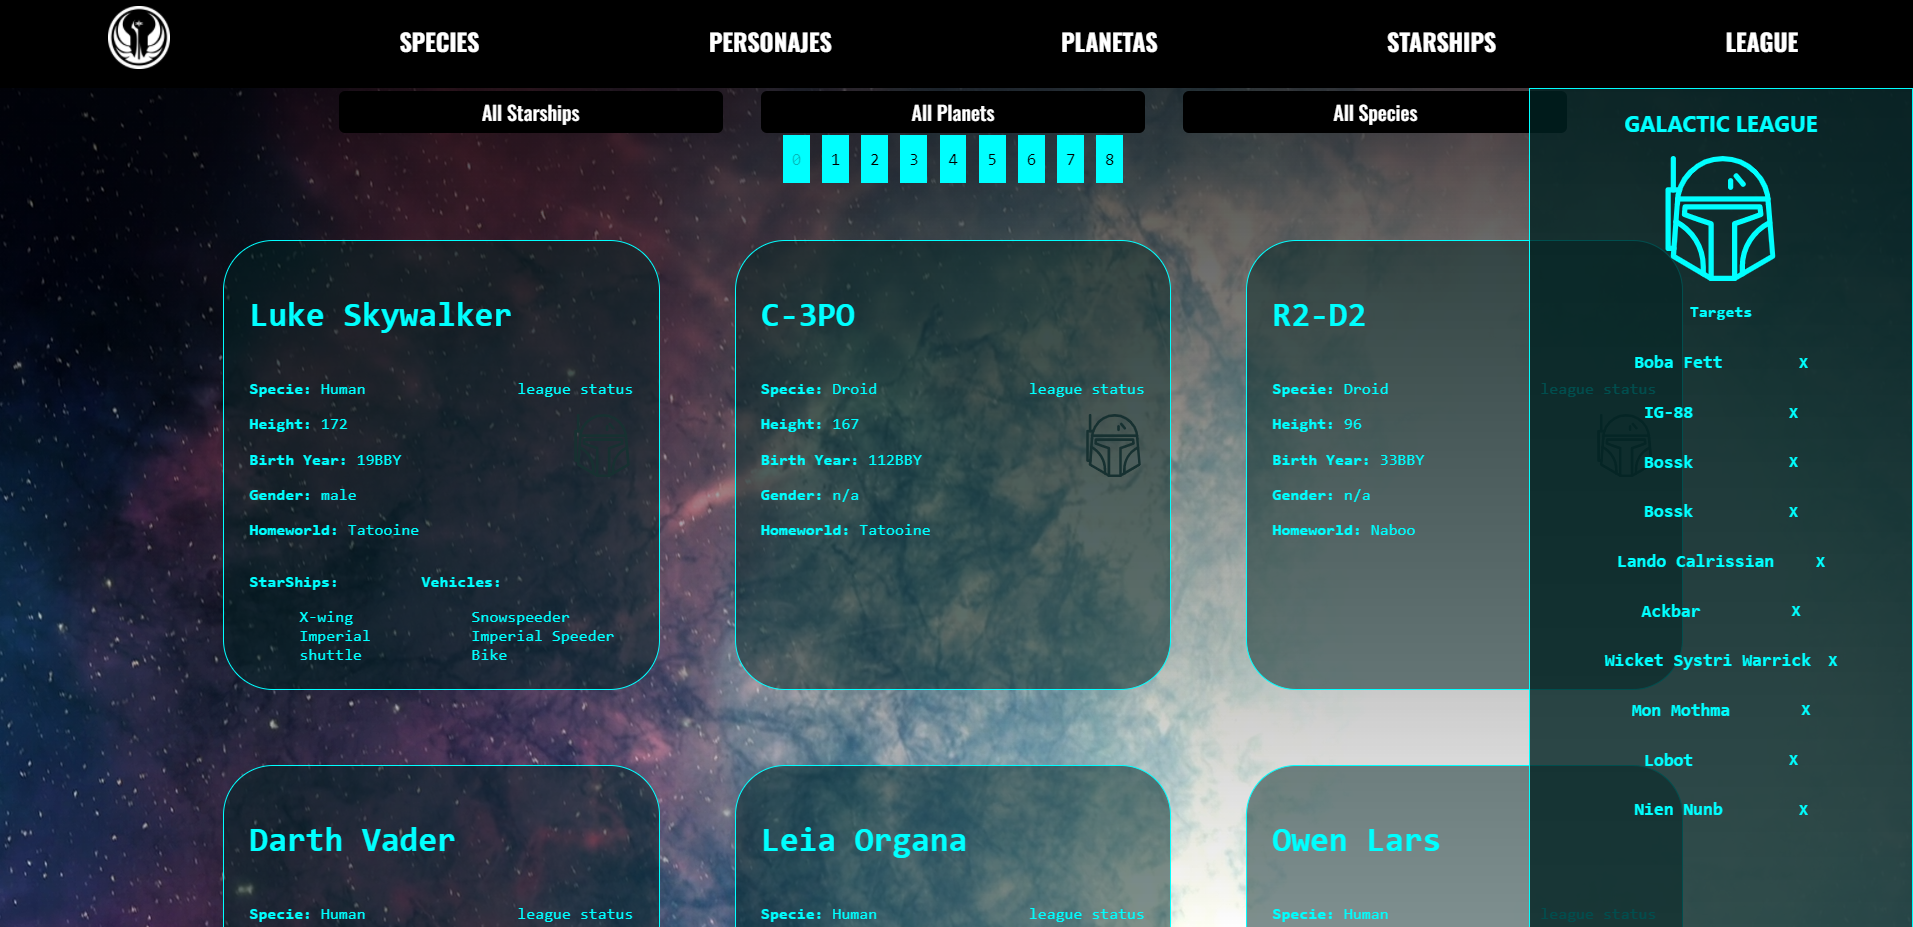 SPECIES PERSONAJES PLANETAS STARSHIPS LEAGUE
All Starships All Planets All Species
0 1 2 3 4 5 6 7 8
Luke Skywalker
Specie: Human league status
Height: 172
Birth Year: 19BBY
Gender: male
Homeworld: Tatooine
StarShips: Vehicles:
X-wing Snowspeeder
Imperial Imperial Speeder
shuttle Bike
C-3PO
Specie: Droid league status
Height: 167
Birth Year: 112BBY
Gender: n/a
Homeworld: Tatooine
R2-D2
Specie: Droid league status
Height: 96
Birth Year: 33BBY
Gender: n/a
Homeworld: Naboo
Darth Vader
Specie: Human league status
Leia Organa
Specie: Human league status
Owen Lars
Specie: Human league status
GALACTIC LEAGUE
Targets
Boba Fett X
IG-88 X
Bossk X
Bossk X
Lando Calrissian X
Ackbar X
Wicket Systri Warrick X
Mon Mothma X
Lobot X
Nien Nunb X